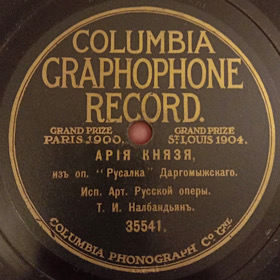 COLUMBIA
GRAPHOPHONE
RECORD.
GRAND PRIZE PARIS, 1900.
GRAND PRIZE ST. LOUIS 1904.
АРІЯ КНЯЗЯ,
изъ оп. "Русалка" Даргомыжскаго.
Исп. Арт. Русской оперы.
Т. И. Налбандьянъ.
35541.
COLUMBIA PHONOGRAPH CO. GENL